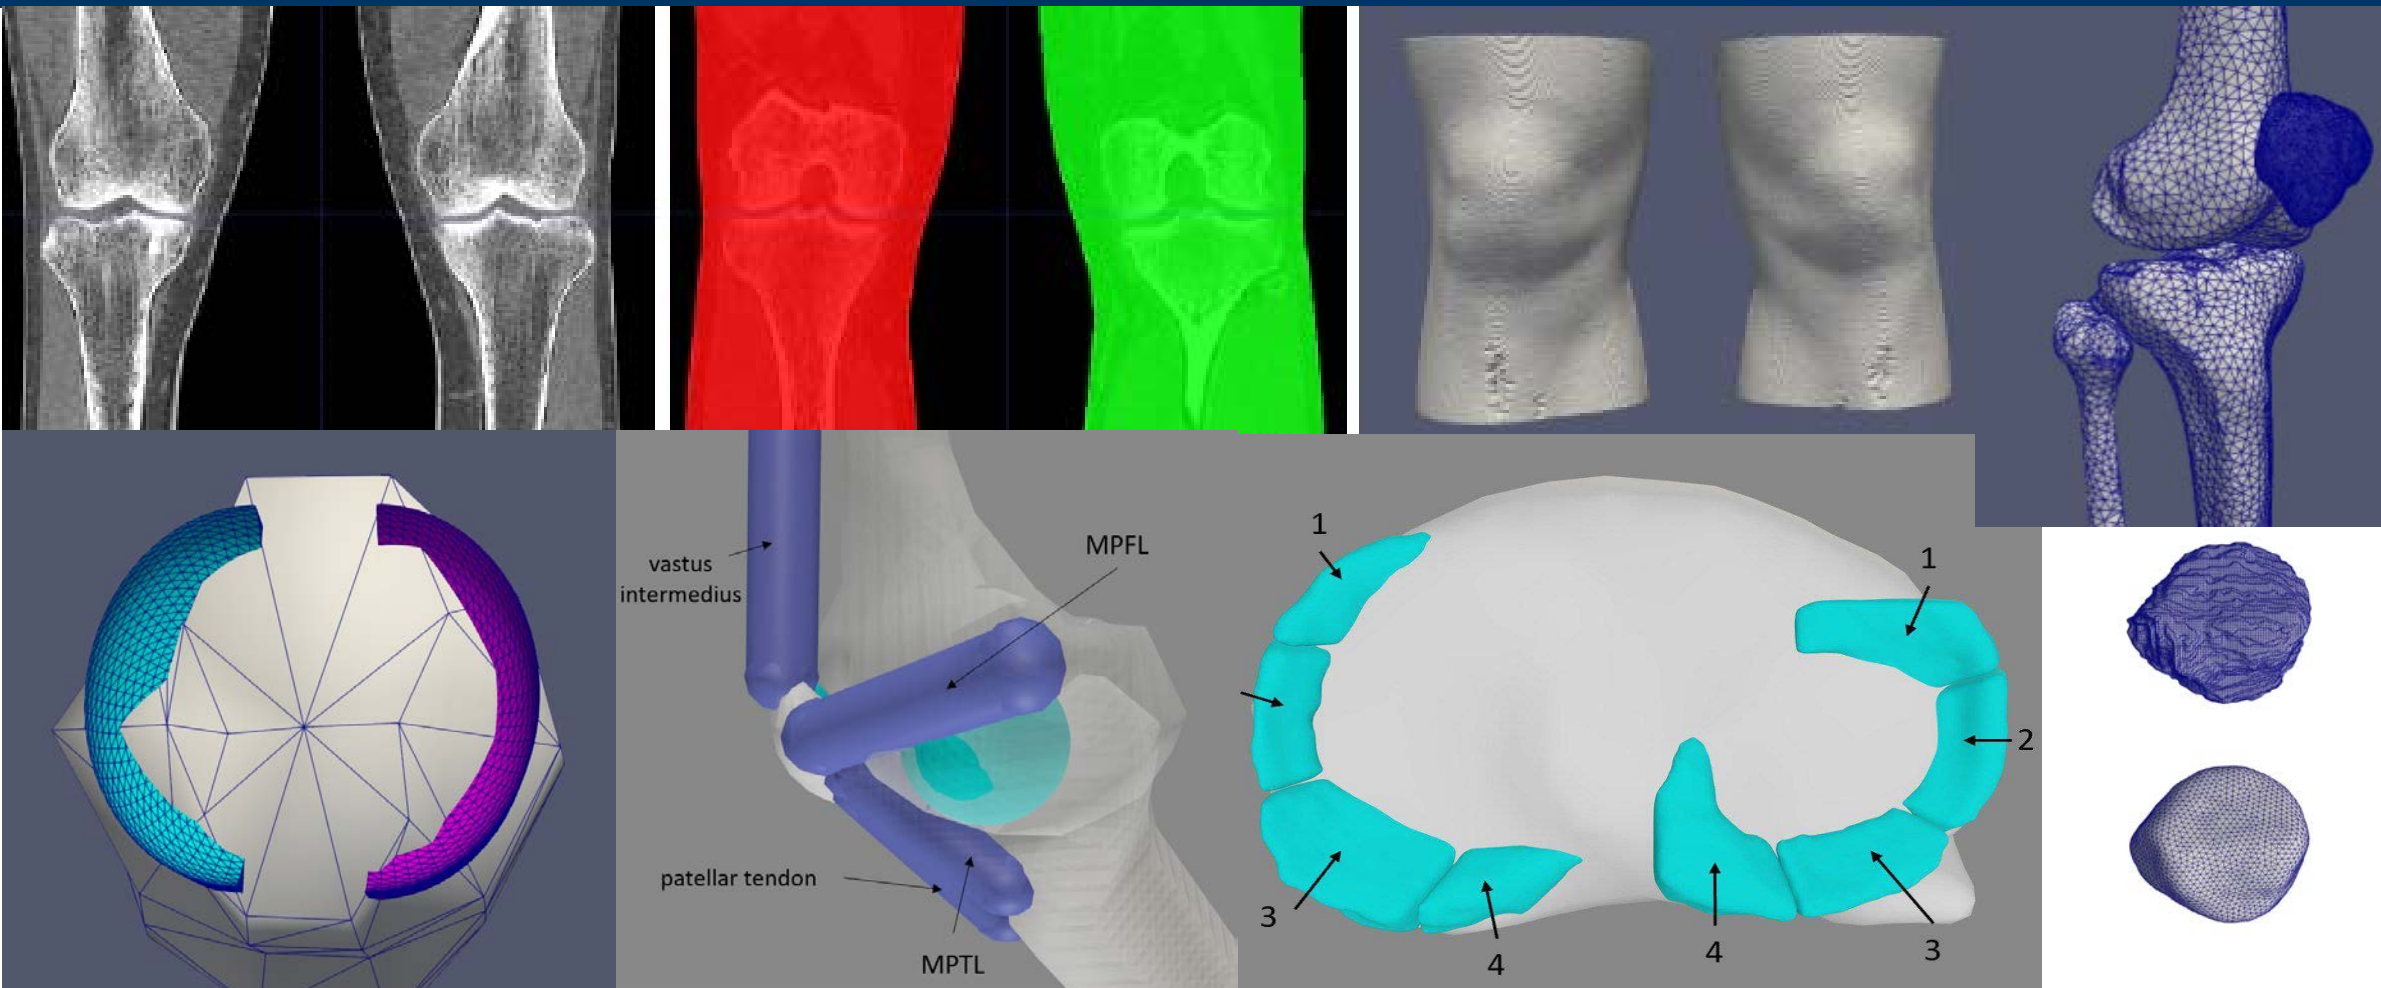 vastus
intermedius
MPFL
patellar tendon
MPTL
1
1
2
3
4
4
3